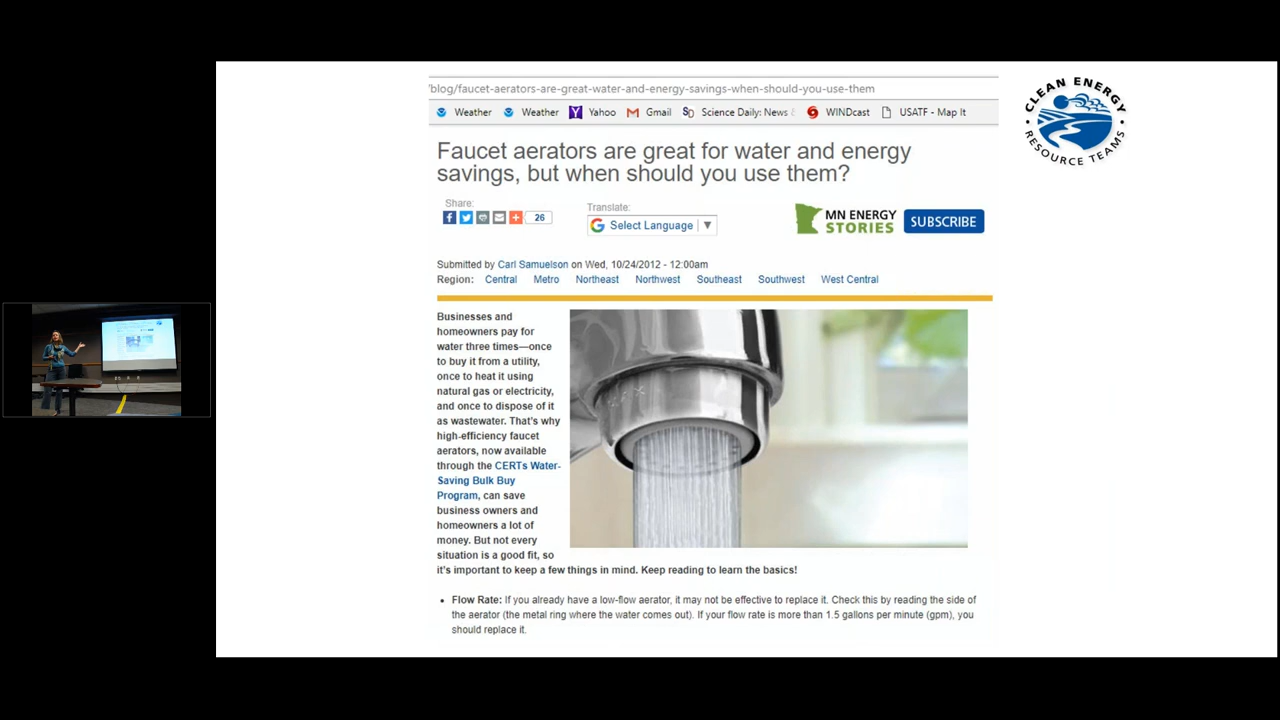 /blog/faucet-aerators-are-great-water-and-energy-savings-when-should-you-use-them
Weather Weather Yahoo Gmail Science Daily: News & WINDcast USATF - Map It
CLEAN ENERGY
RESOURCE TEAMS
Faucet aerators are great for water and energy
savings, but when should you use them?
Share:
26
Translate:
Select Language
MN ENERGY
STORIES
SUBSCRIBE
Submitted by Carl Samuelson on Wed, 10/24/2012 - 12:00am
Region: Central Metro Northeast Northwest Southeast Southwest West Central
Businesses and
homeowners pay for
water three times—once
to buy it from a utility,
once to heat it using
natural gas or electricity,
and once to dispose of it
as wastewater. That's why
high-efficiency faucet
aerators, now available
through the CERTs Water-
Saving Bulk Buy
Program, can save
business owners and
homeowners a lot of
money. But not every
situation is a good fit, so
it's important to keep a few things in mind. Keep reading to learn the basics!
• Flow Rate: If you already have a low-flow aerator, it may not be effective to replace it. Check this by reading the side of
the aerator (the metal ring where the water comes out). If your flow rate is more than 1.5 gallons per minute (gpm), you
should replace it.